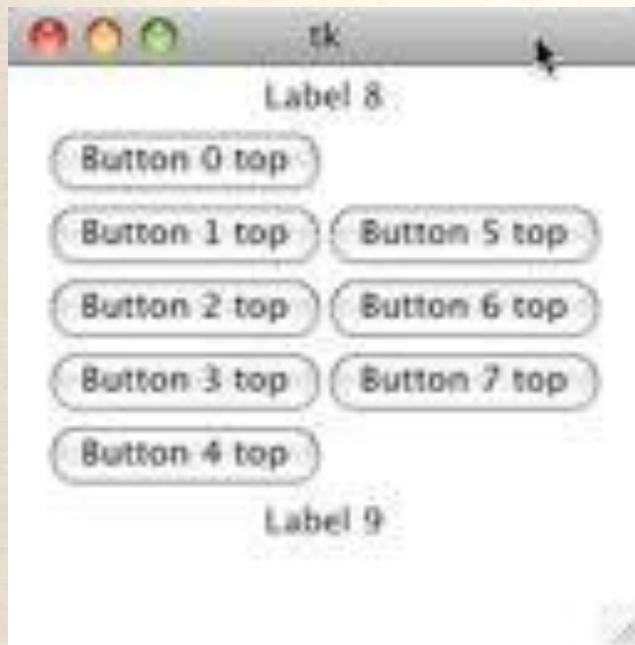 tk
Label 8
Button 0 top
Button 1 top Button 5 top
Button 2 top Button 6 top
Button 3 top Button 7 top
Button 4 top
Label 9